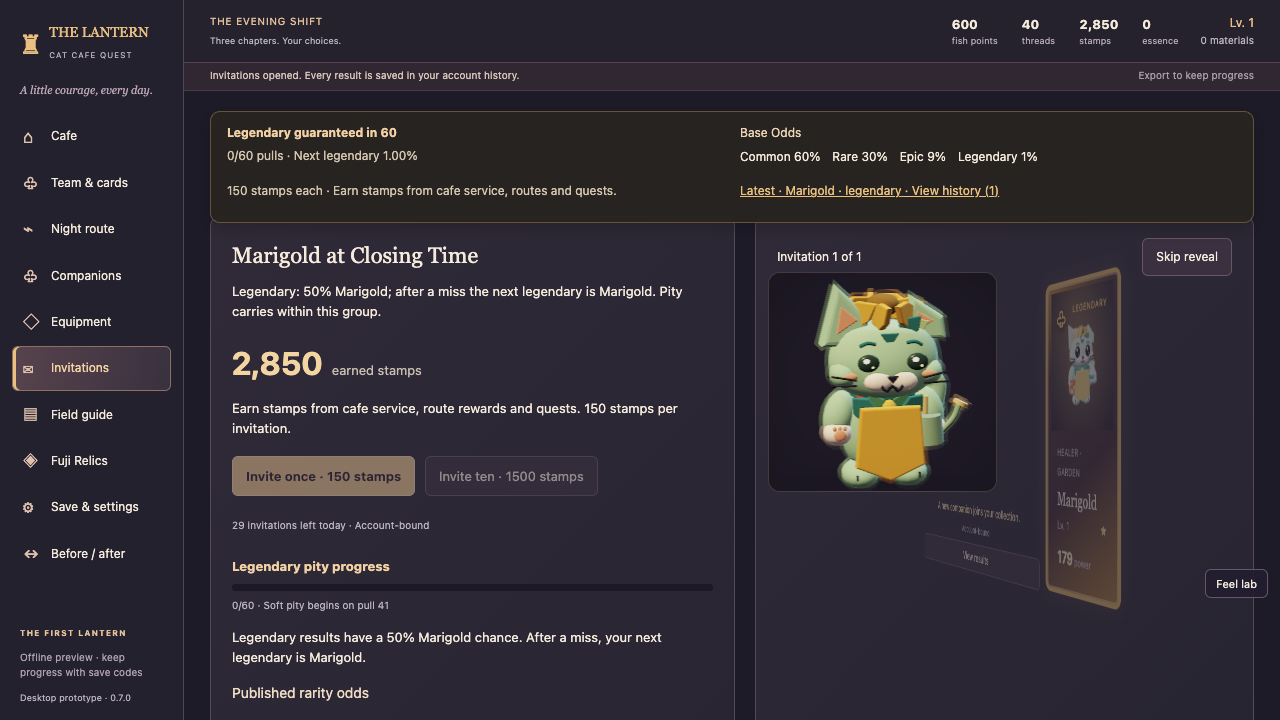 THE LANTERN
CAT CAFE QUEST
A little courage, every day.
Cafe
Team & cards
Night route
Companions
Equipment
Invitations
Field guide
Fuji Relics
Save & settings
Before / after
THE FIRST LANTERN
Offline preview · keep
progress with save codes
Desktop prototype · 0.7.0
THE EVENING SHIFT
Three chapters. Your choices.
600
fish points
40
threads
2,850
stamps
0
essence
Lv. 1
0 materials
Invitations opened. Every result is saved in your account history.
Export to keep progress
Legendary guaranteed in 60
0/60 pulls · Next legendary 1.00%
150 stamps each · Earn stamps from cafe service, routes and quests.
Base Odds
Common 60% Rare 30% Epic 9% Legendary 1%
Latest · Marigold · legendary · View history (1)
Marigold at Closing Time
Legendary: 50% Marigold; after a miss the next legendary is Marigold. Pity
carries within this group.
2,850 earned stamps
Earn stamps from cafe service, route rewards and quests. 150 stamps per
invitation.
Invite once · 150 stamps
Invite ten · 1500 stamps
29 invitations left today · Account-bound
Legendary pity progress
0/60 · Soft pity begins on pull 41
Legendary results have a 50% Marigold chance. After a miss, your next
legendary is Marigold.
Published rarity odds
Invitation 1 of 1
Skip reveal
LEGENDARY
HEALER ·
GARDEN
Marigold
Lv. 1
179 power
A new companion joins your collection.
Account-bound
View results
Feel lab